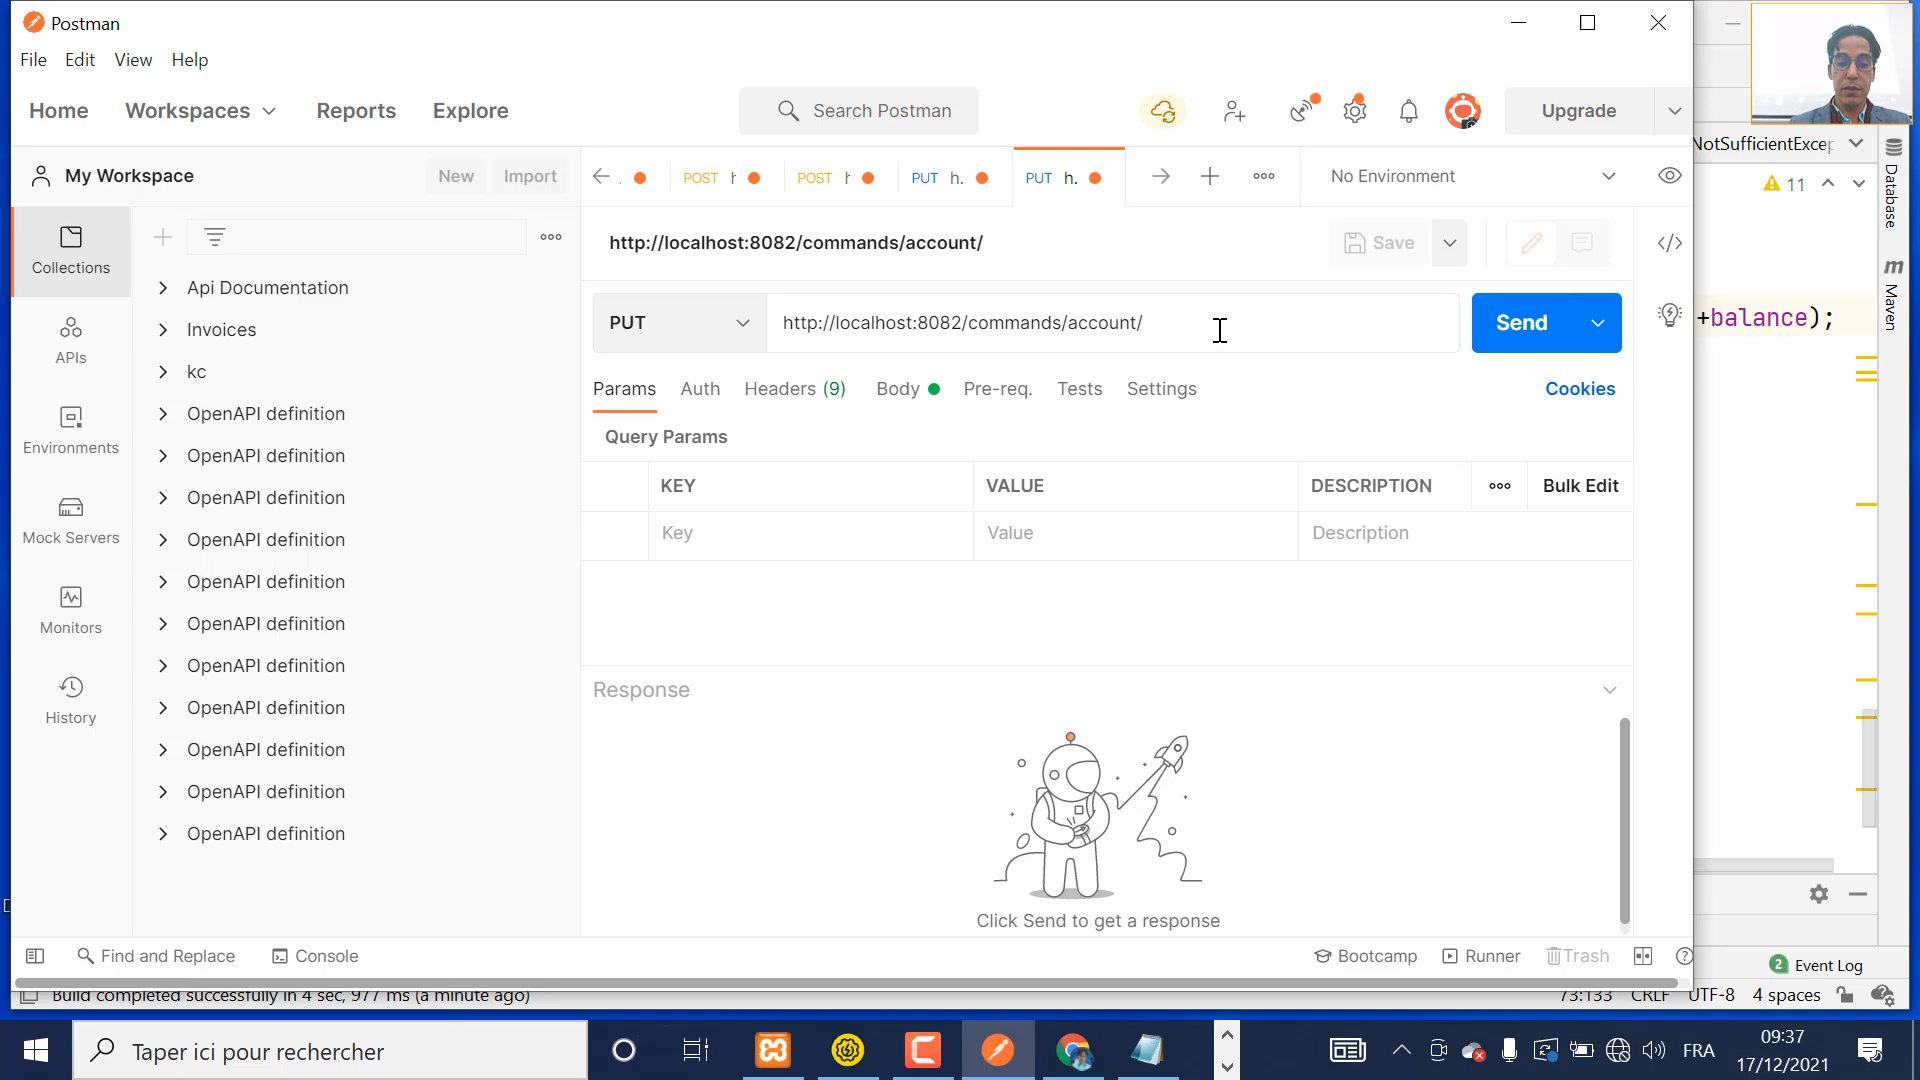 Postman
File Edit View Help
Home Workspaces Reports Explore
Search Postman
Upgrade
NotSufficientExcep
My Workspace
New Import
. POST h POST h PUT h. PUT h.
No Environment
11
Database
Maven
Collections
APIs
Environments
Mock Servers
Monitors
History
Api Documentation
Invoices
kc
OpenAPI definition
OpenAPI definition
OpenAPI definition
OpenAPI definition
OpenAPI definition
OpenAPI definition
OpenAPI definition
OpenAPI definition
OpenAPI definition
OpenAPI definition
OpenAPI definition
http://localhost:8082/commands/account/
Save
PUT http://localhost:8082/commands/account/
Send
+balance);
Params Auth Headers (9) Body Pre-req. Tests Settings
Cookies
Query Params
KEY VALUE DESCRIPTION Bulk Edit
Key Value Description
Response
Click Send to get a response
Find and Replace Console
Bootcamp Runner Trash
2 Event Log
Build completed successfully in 4 sec, 977 ms (a minute ago)
73:133 CRLF UTF-8 4 spaces
Taper ici pour rechercher
FRA
09:37
17/12/2021